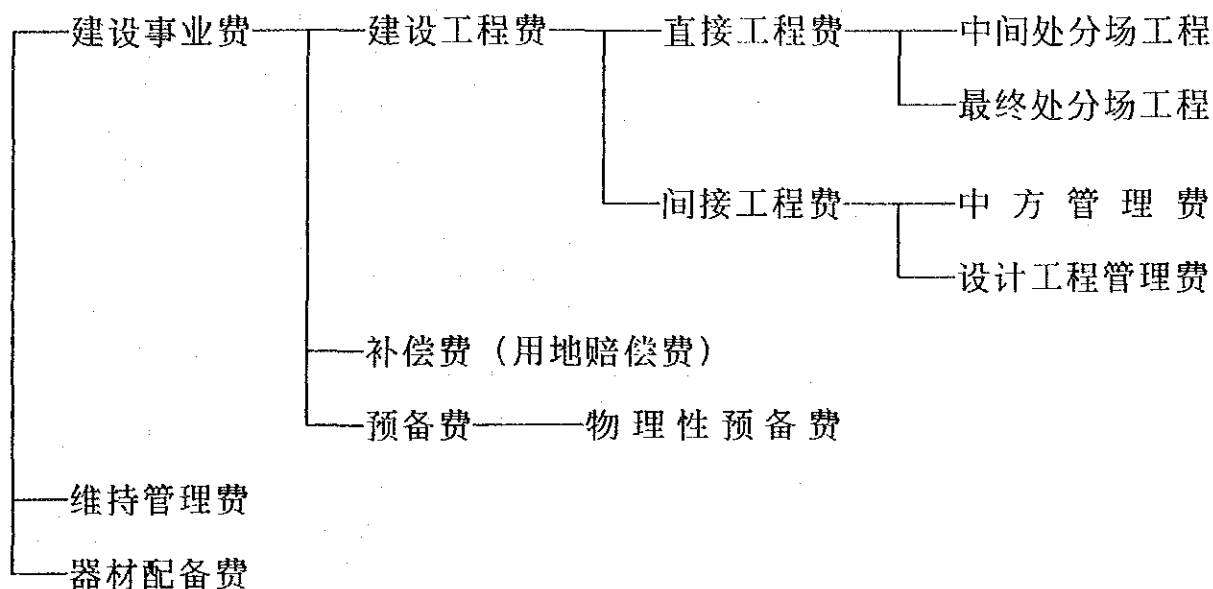 建设事业费 建设工程费 直接工程费 中间处分场工程
最终处分场工程
间接工程费 中方管理费
设计工程管理费
补偿费（用地赔偿费）
预备费 物理性预备费
维持管理费
器材配备费